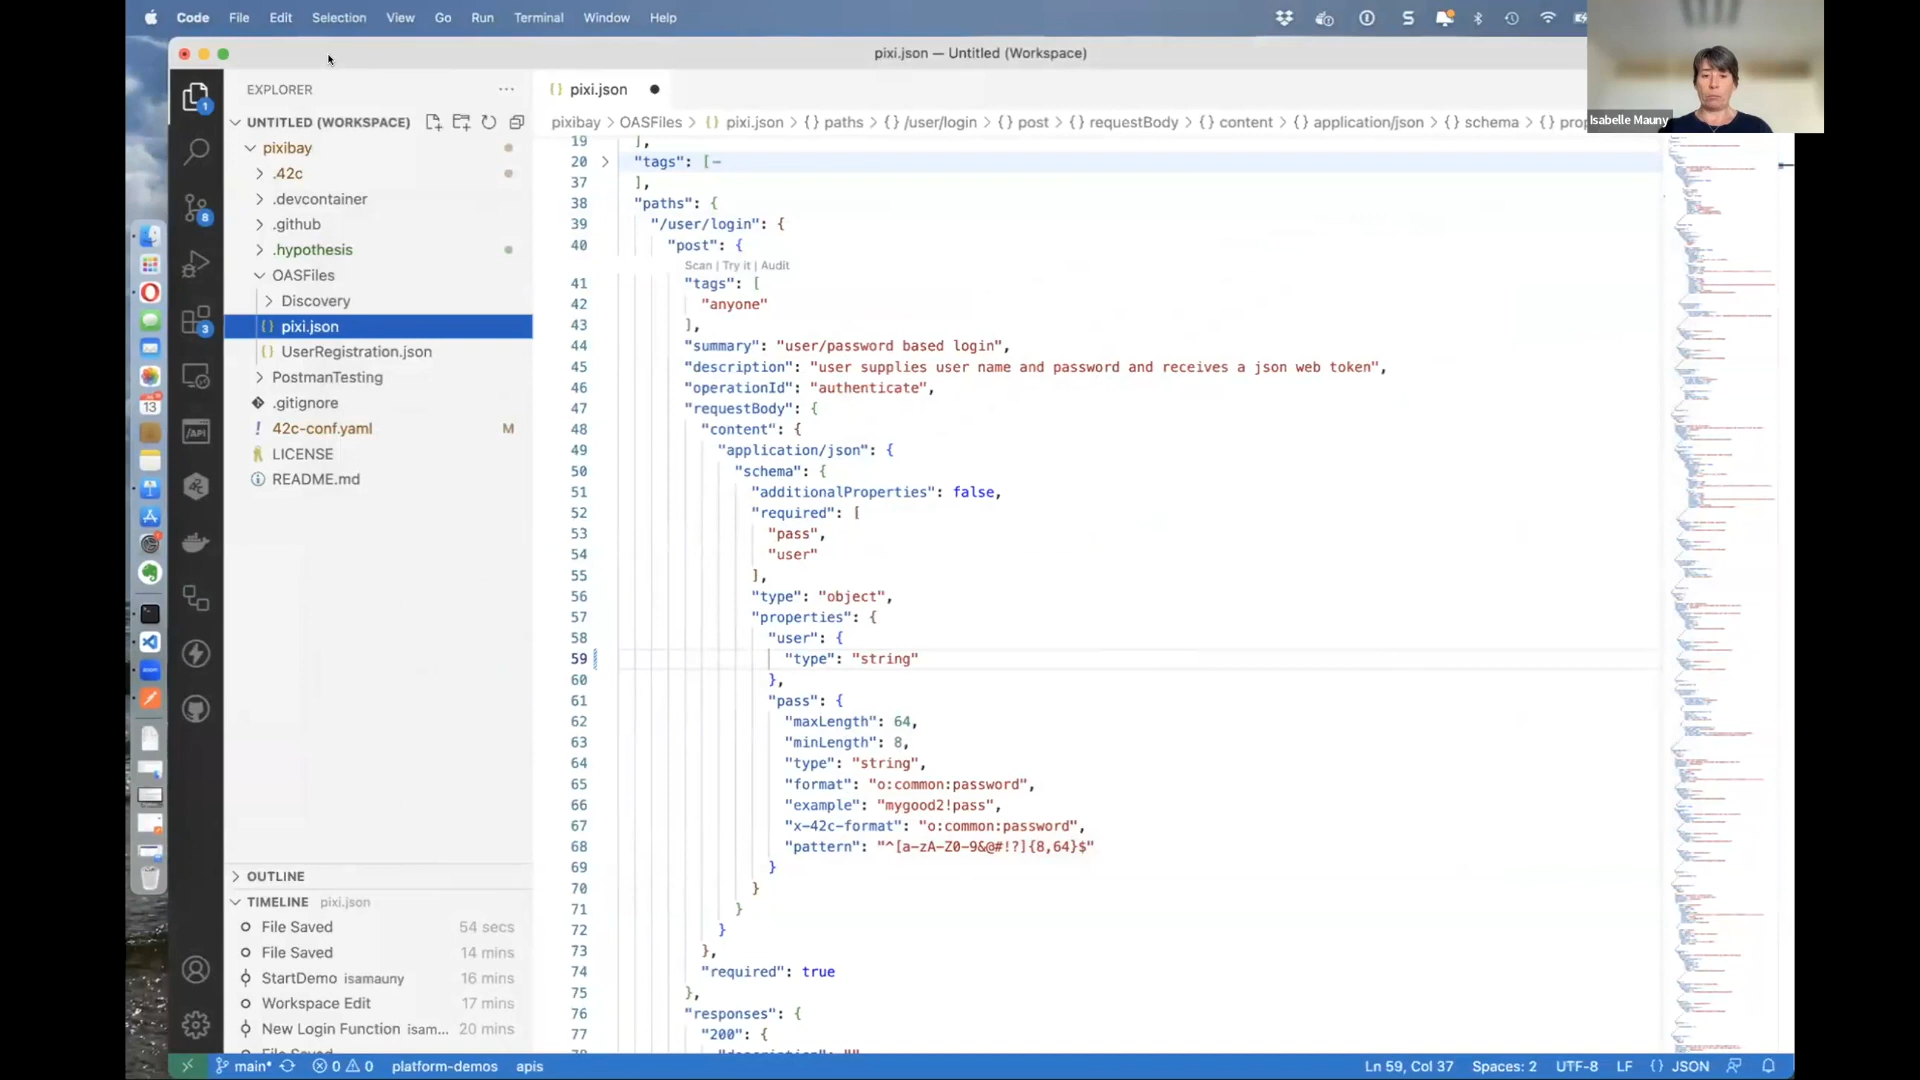 Code File Edit Selection View Go Run Terminal Window Help
pixi.json — Untitled (Workspace)
Isabelle Mauny
EXPLORER
pixi.json
UNTITLED (WORKSPACE)
pixibay > OASFiles > {} pixi.json > {} paths > {} /user/login > {} post > {} requestBody > {} content > {} application/json > {} schema > {} pro
pixibay
.42c
.devcontainer
.github
.hypothesis
OASFiles
Discovery
pixi.json
UserRegistration.json
PostmanTesting
.gitignore
42c-conf.yaml M
LICENSE
README.md
1
8
3
13
/API
OUTLINE
TIMELINE pixi.json
File Saved 54 secs
File Saved 14 mins
StartDemo isamauny 16 mins
Workspace Edit 17 mins
New Login Function isam... 20 mins
19 ],
20 "tags": [
37 ],
38 "paths": {
39 "/user/login": {
40 "post": {
Scan | Try it | Audit
41 "tags": [
42 "anyone"
43 ],
44 "summary": "user/password based login",
45 "description": "user supplies user name and password and receives a json web token",
46 "operationId": "authenticate",
47 "requestBody": {
48 "content": {
49 "application/json": {
50 "schema": {
51 "additionalProperties": false,
52 "required": [
53 "pass",
54 "user"
55 ],
56 "type": "object",
57 "properties": {
58 "user": {
59 "type": "string"
60 },
61 "pass": {
62 "maxLength": 64,
63 "minLength": 8,
64 "type": "string",
65 "format": "o:common:password",
66 "example": "mygood2!pass",
67 "x-42c-format": "o:common:password",
68 "pattern": "^[a-zA-Z0-9&@#!?]{8,64}$"
69 }
70 }
71 }
72 }
73 },
74 "required": true
75 },
76 "responses": {
77 "200": {
main* 0 0 platform-demos apis
Ln 59, Col 37 Spaces: 2 UTF-8 LF {} JSON